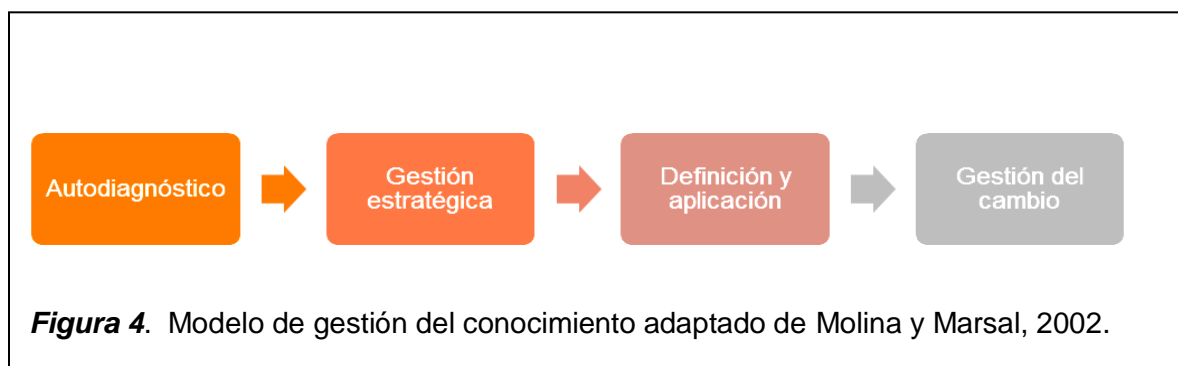 Autodiagnóstico
Gestión
estratégica
Definición y
aplicación
Gestión del
cambio
Figura 4.  Modelo de gestión del conocimiento adaptado de Molina y Marsal, 2002.